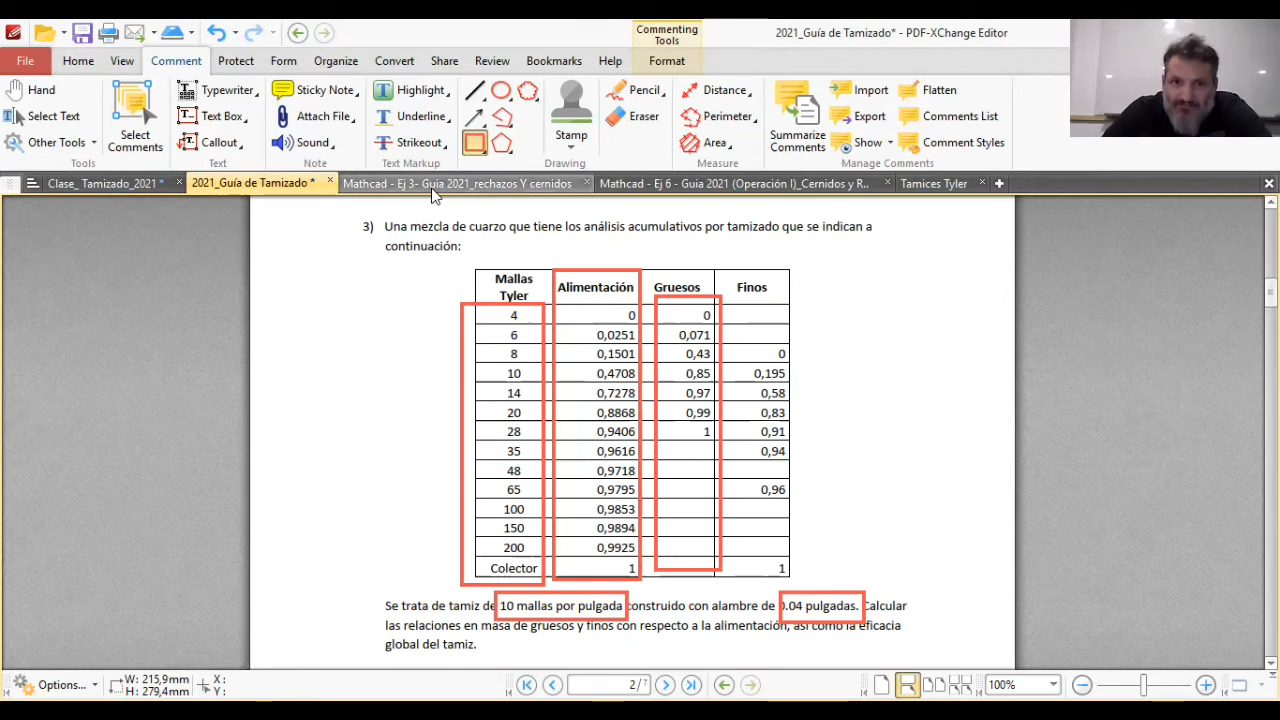 Commenting
Tools
2021_Guía de Tamizado* - PDF-XChange Editor
File Home View Comment Protect Form Organize Convert Share Review Bookmarks Help Format
Hand
Select Text
Other Tools
Tools
Select
Comments
Typewriter
Text Box
Callout
Text
Sticky Note
Attach File
Sound
Note
Highlight
Underline
Strikeout
Text Markup
Stamp
Drawing
Pencil
Eraser
Distance
Perimeter
Area
Measure
Summarize
Comments
Import
Export
Show
Flatten
Comments List
Comment Styles
Manage Comments
Clase_ Tamizado_2021 *
2021_Guía de Tamizado *
Mathcad - Ej 3- Guia 2021_rechazos Y cernidos
Mathcad - Ej 6 - Guia 2021 (Operación I)_Cernidos y R...
Tamices Tyler
3) Una mezcla de cuarzo que tiene los análisis acumulativos por tamizado que se indican a
continuación:
Mallas
Tyler Alimentación Gruesos Finos
4 0 0
6 0,0251 0,071
8 0,1501 0,43 0
10 0,4708 0,85 0,195
14 0,7278 0,97 0,58
20 0,8868 0,99 0,83
28 0,9406 1 0,91
35 0,9616 0,94
48 0,9718
65 0,9795 0,96
100 0,9853
150 0,9894
200 0,9925
Colector 1 1
Se trata de tamiz de 10 mallas por pulgada construido con alambre de 0.04 pulgadas. Calcular
las relaciones en masa de gruesos y finos con respecto a la alimentación, así como la eficacia
global del tamiz.
Options...
W: 215,9mm
H: 279,4mm
X:
Y:
2/7
100%